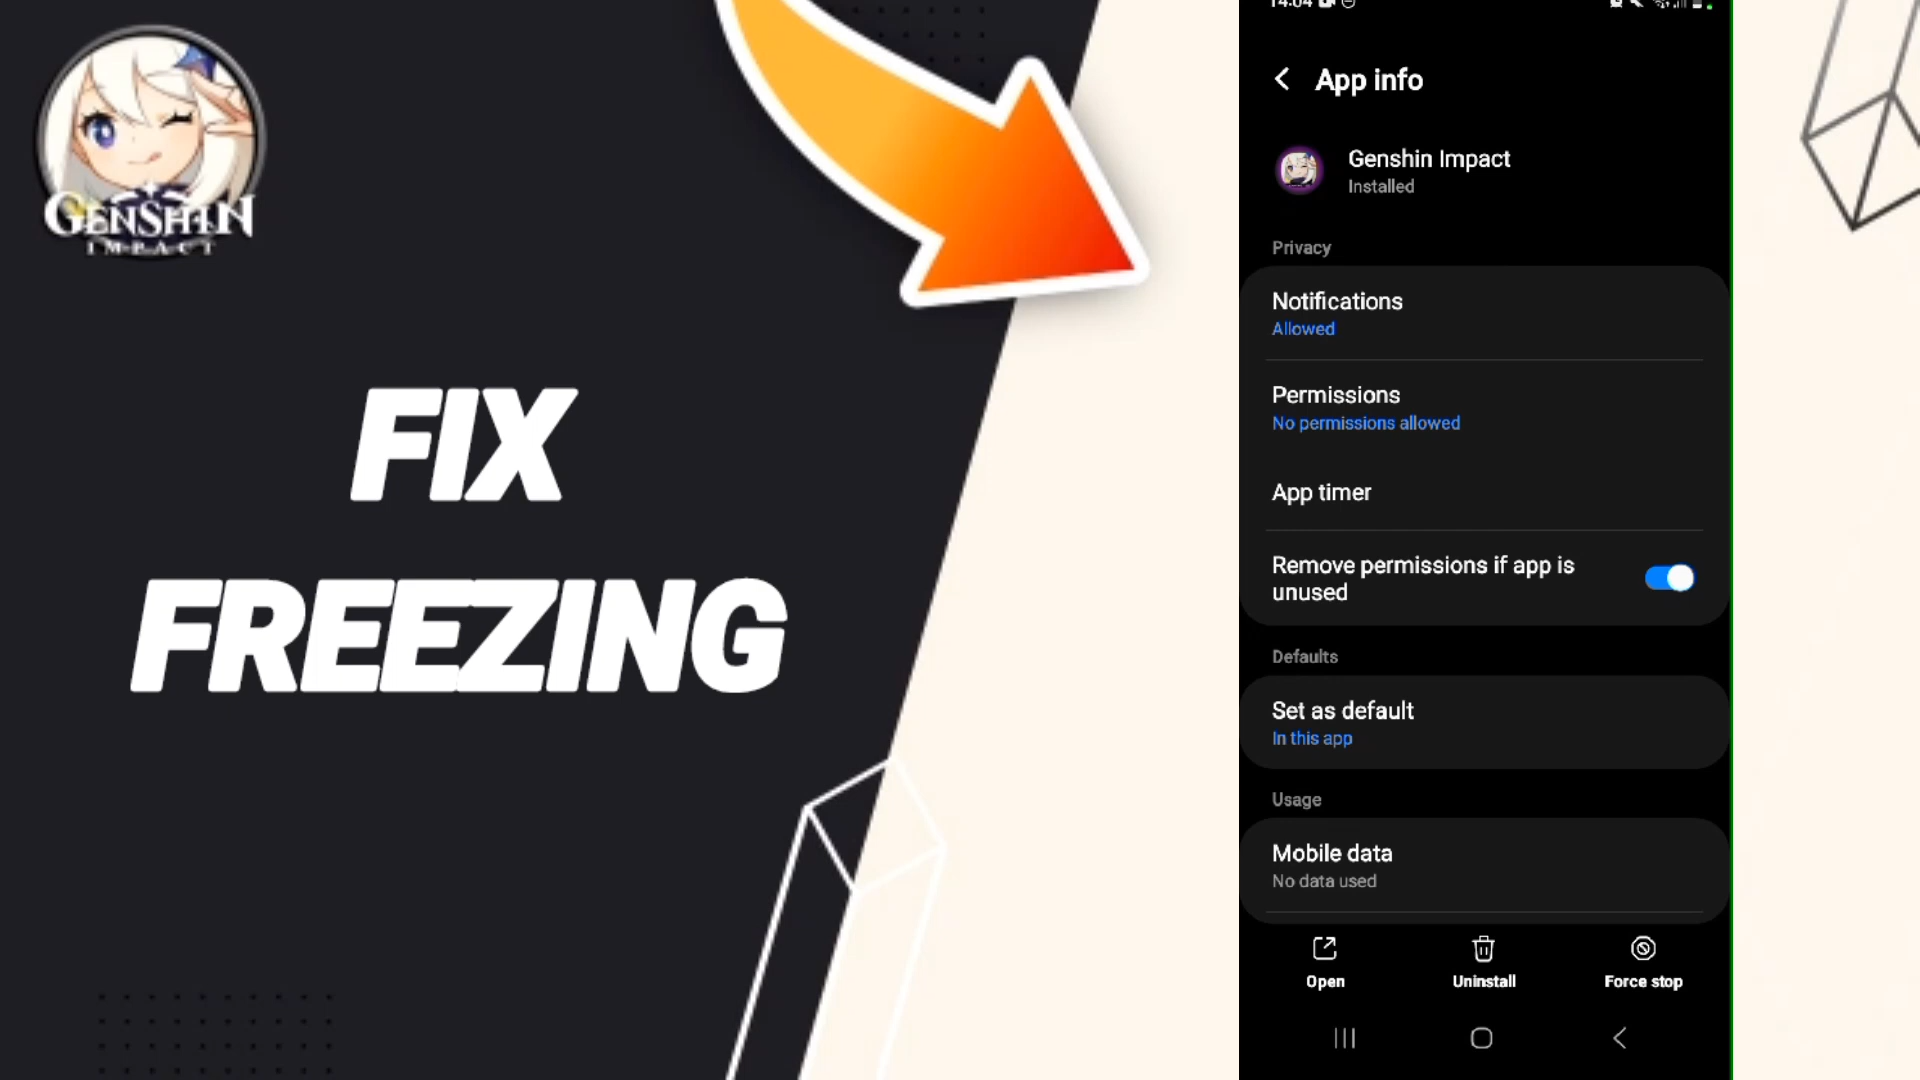 GENSHIN
IMPACT
FIX
FREEZING
14:04
App info
Genshin Impact
Installed
Privacy
Notifications
Allowed
Permissions
No permissions allowed
App timer
Remove permissions if app is
unused
Defaults
Set as default
In this app
Usage
Mobile data
No data used
Open
Uninstall
Force stop